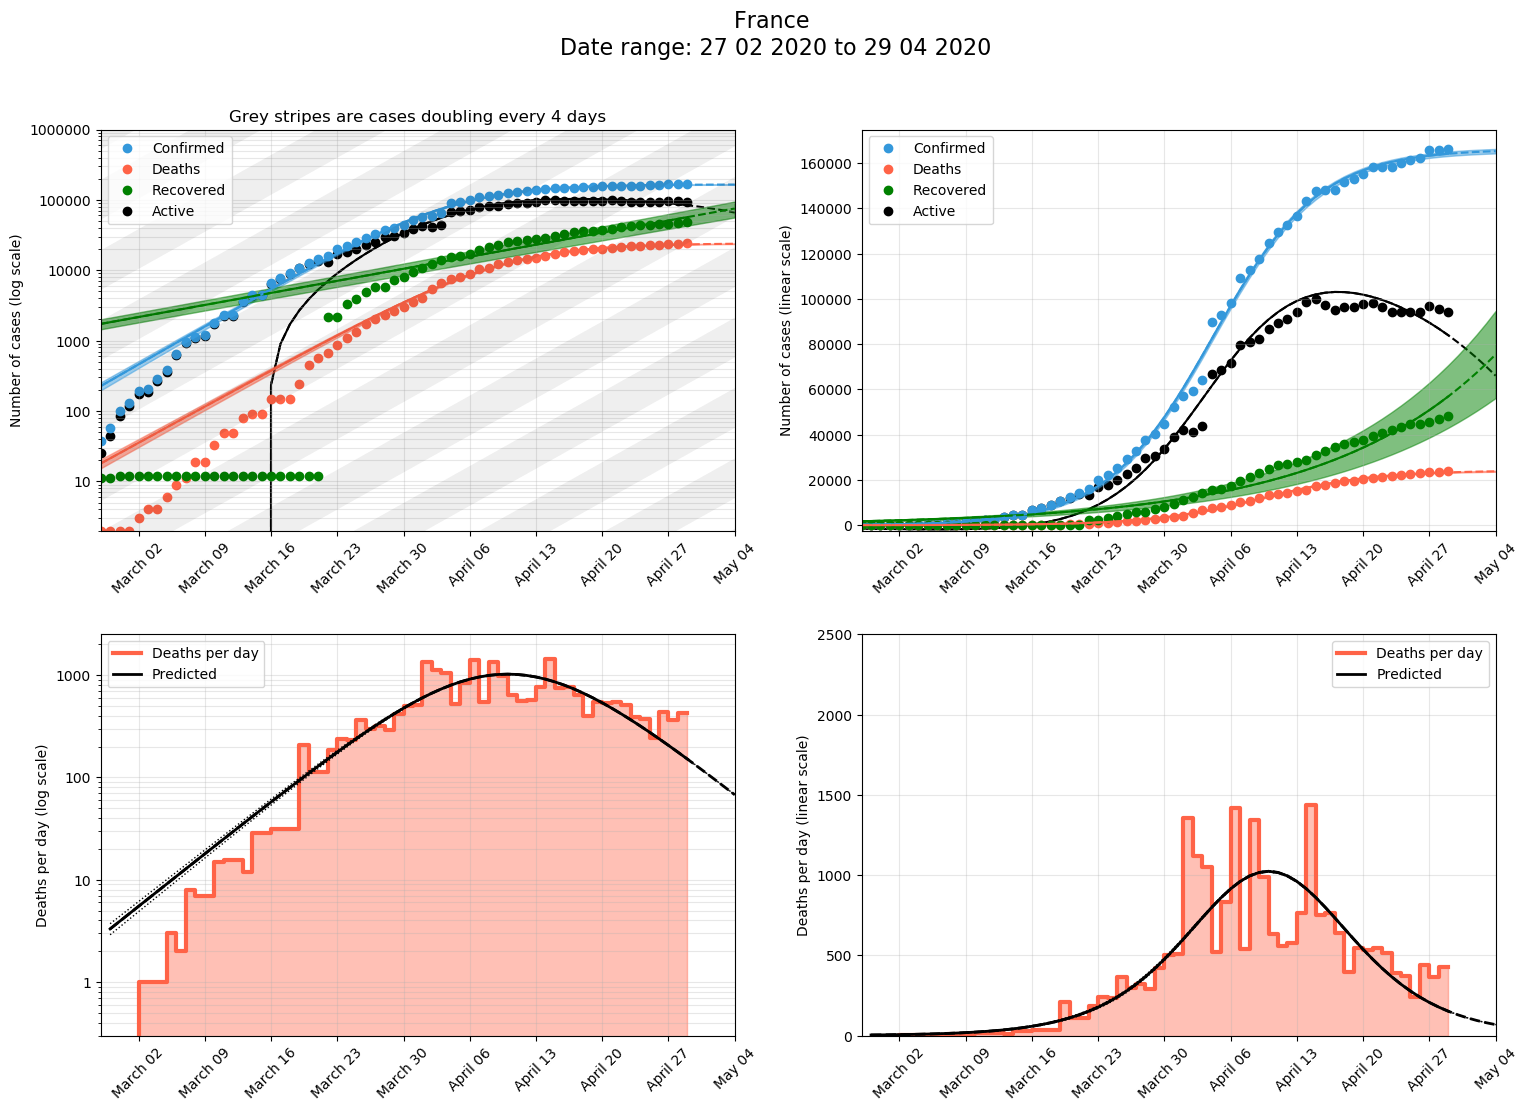 France
Date range: 27 02 2020 to 29 04 2020
Grey stripes are cases doubling every 4 days
Number of cases (log scale)
1000000
100000
10000
1000
100
10
Confirmed
Deaths
Recovered
Active
March 02
March 09
March 16
March 23
March 30
April 06
April 13
April 20
April 27
May 04
Number of cases (linear scale)
160000
140000
120000
100000
80000
60000
40000
20000
0
Confirmed
Deaths
Recovered
Active
March 02
March 09
March 16
March 23
March 30
April 06
April 13
April 20
April 27
May 04
Deaths per day (log scale)
1000
100
10
1
Deaths per day
Predicted
March 02
March 09
March 16
March 23
March 30
April 06
April 13
April 20
April 27
May 04
Deaths per day (linear scale)
2500
2000
1500
1000
500
0
Deaths per day
Predicted
March 02
March 09
March 16
March 23
March 30
April 06
April 13
April 20
April 27
May 04